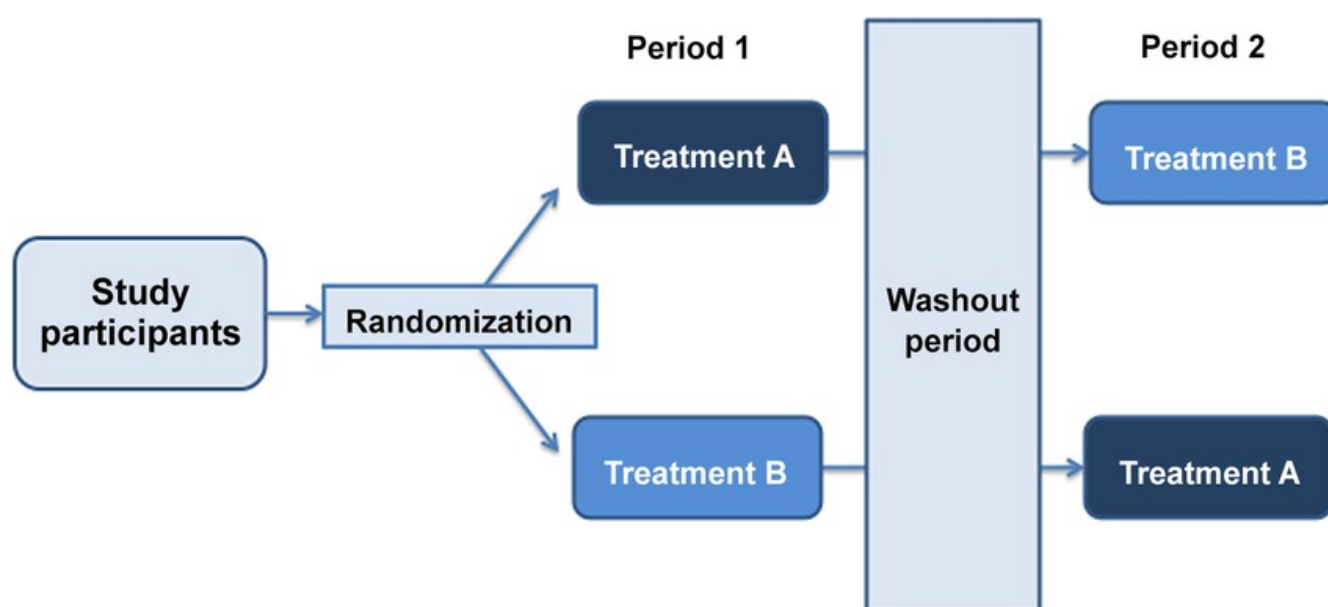 Period 1
Period 2
Treatment A
Treatment B
Study
participants
Randomization
Washout
period
Treatment B
Treatment A